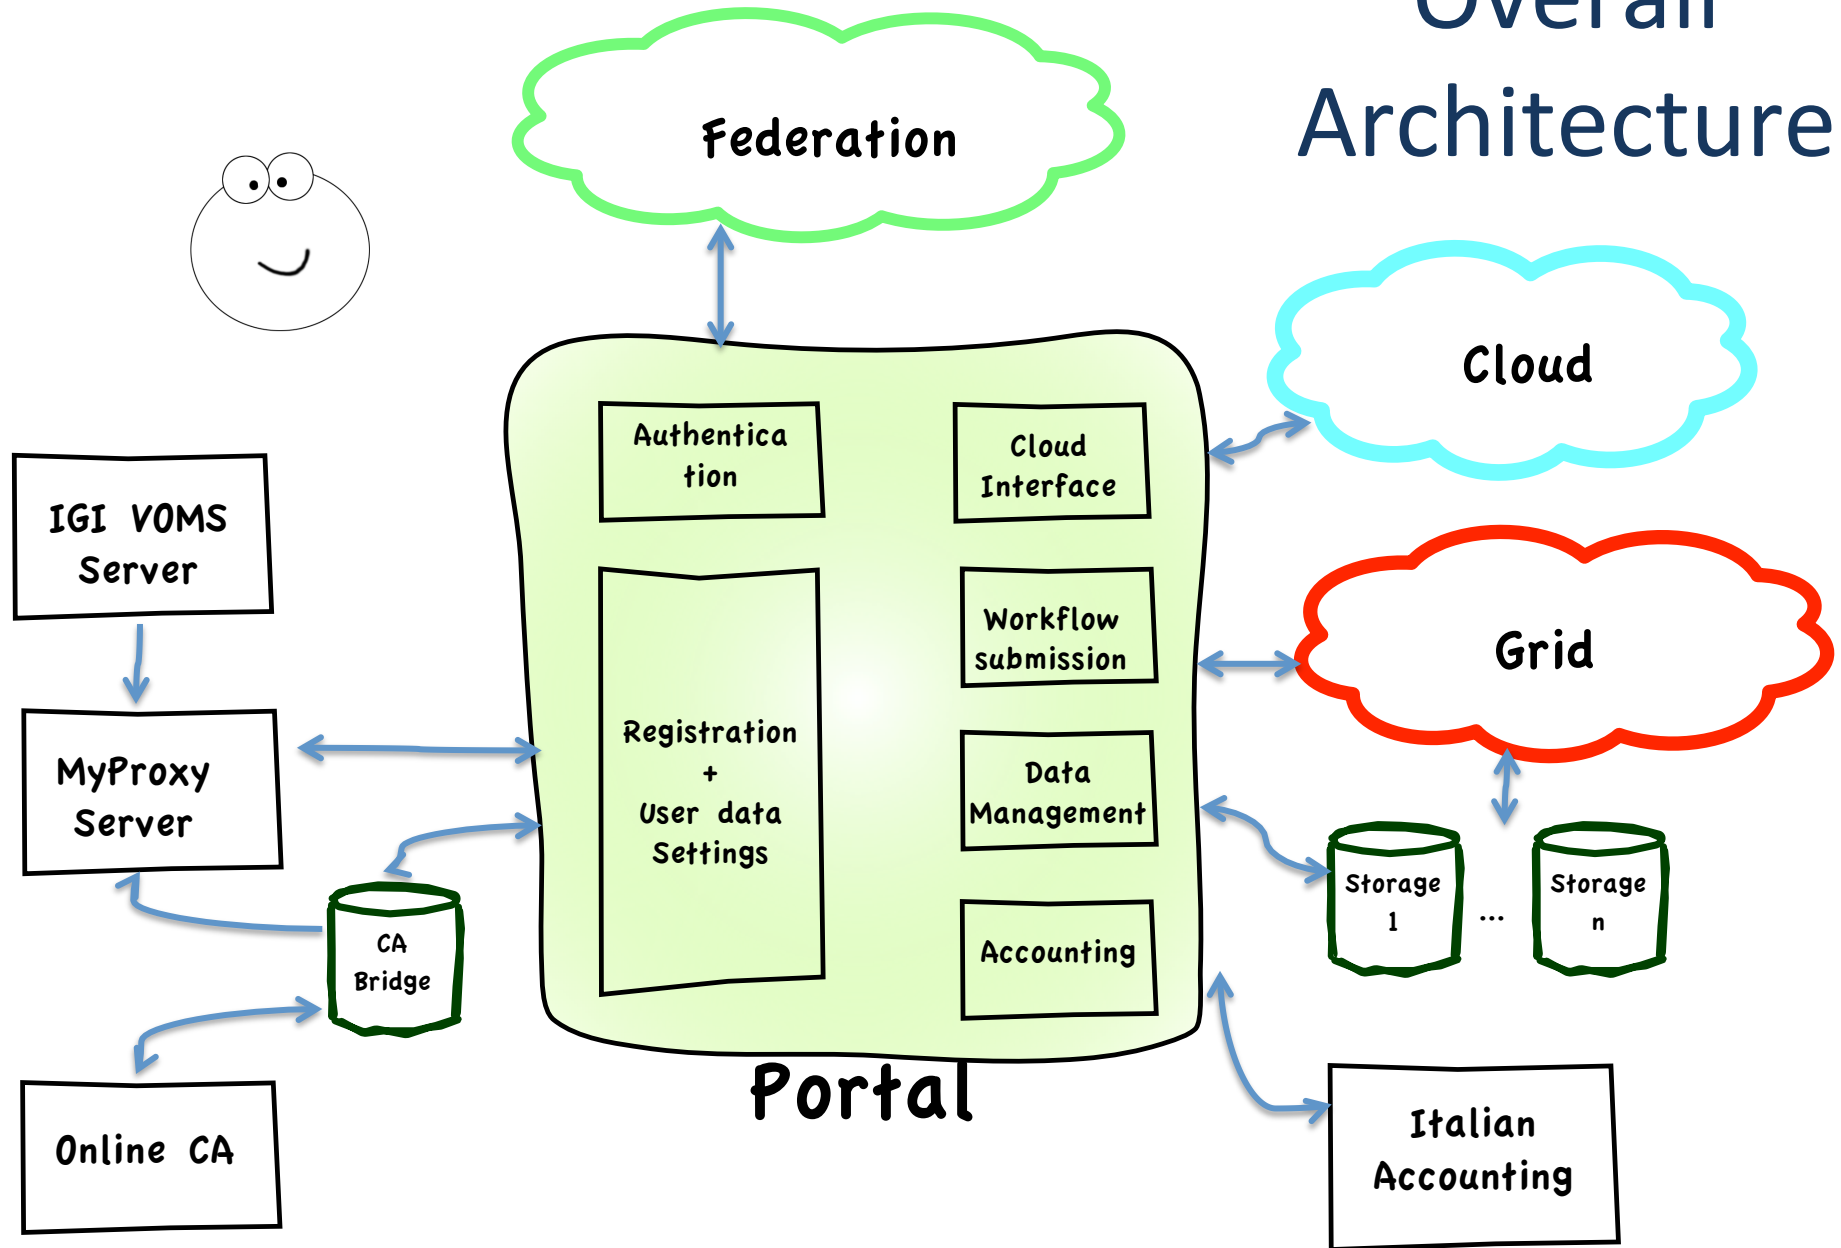 Overall
Architecture
Federation
Cloud
Authentica
tion
Cloud
Interface
IGI VOMS
Server
Workflow
submission
Grid
Registration
+
User data
Settings
MyProxy
Server
Data
Management
Storage
1
...
Storage
n
CA
Bridge
Accounting
Portal
Online CA
Italian
Accounting